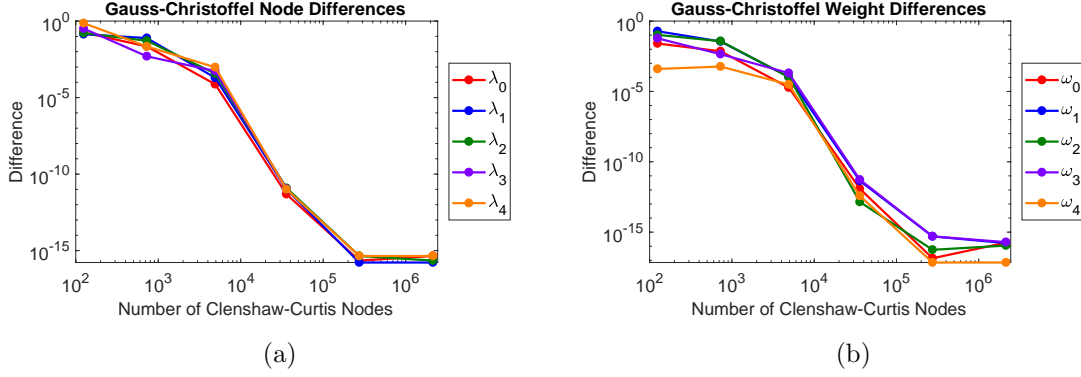 Gauss-Christoffel Node Differences
10^0
10^-5
10^-10
10^-15
Difference
10^2 10^3 10^4 10^5 10^6
Number of Clenshaw-Curtis Nodes
λ_0
λ_1
λ_2
λ_3
λ_4
(a)
Gauss-Christoffel Weight Differences
10^0
10^-5
10^-10
10^-15
Difference
10^2 10^3 10^4 10^5 10^6
Number of Clenshaw-Curtis Nodes
ω_0
ω_1
ω_2
ω_3
ω_4
(b)